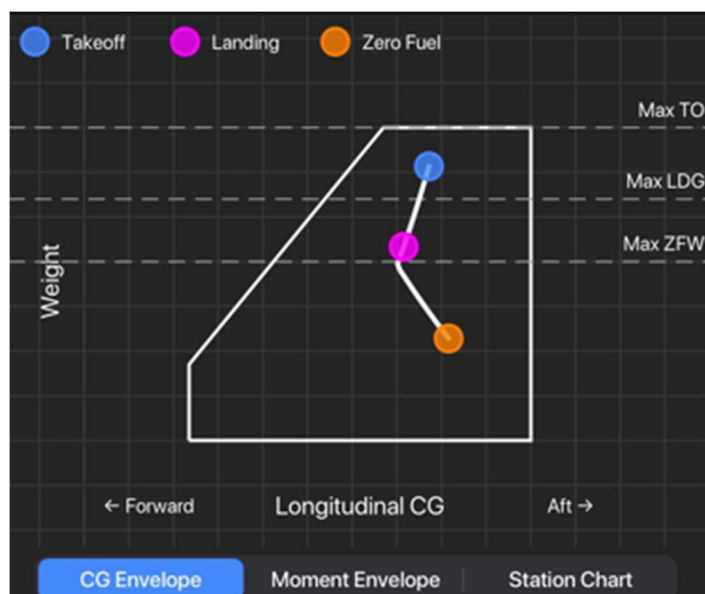 Takeoff Landing Zero Fuel
Max TO
Max LDG
Max ZFW
Weight
← Forward Longitudinal CG Aft →
CG Envelope Moment Envelope Station Chart